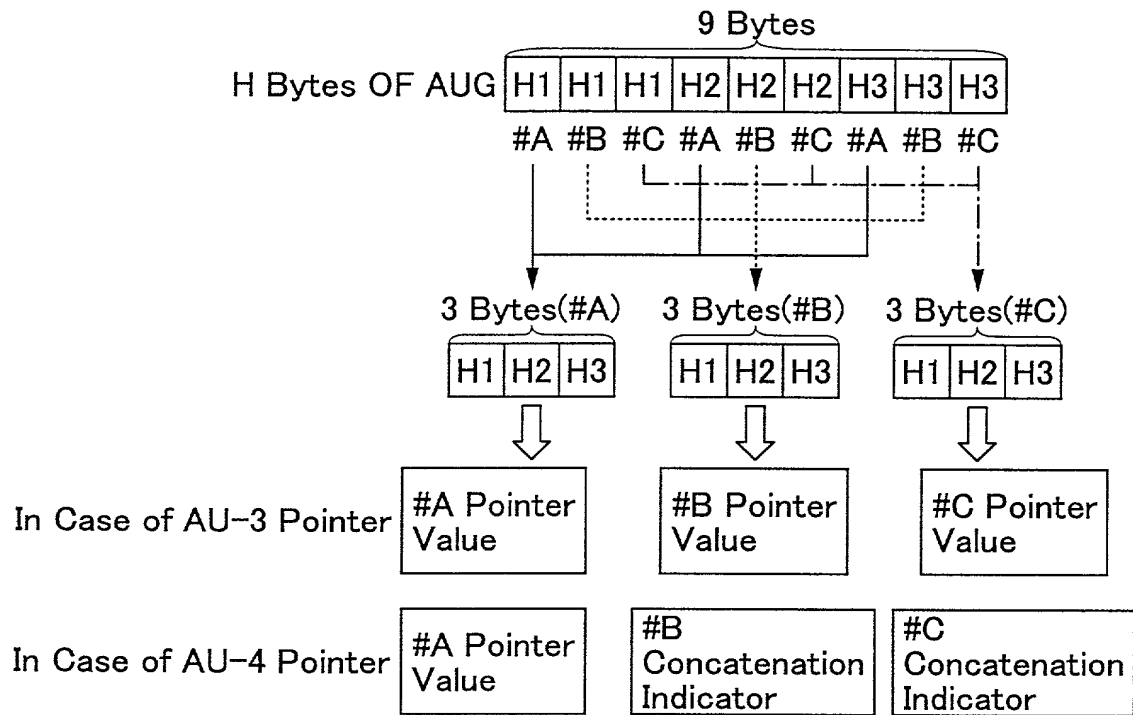 9 Bytes
H Bytes OF AUG H1 H1 H1 H2 H2 H2 H3 H3 H3
#A #B #C #A #B #C #A #B #C
3 Bytes(#A) 3 Bytes(#B) 3 Bytes(#C)
H1 H2 H3 H1 H2 H3 H1 H2 H3
In Case of AU-3 Pointer
#A Pointer
Value
#B Pointer
Value
#C Pointer
Value
In Case of AU-4 Pointer
#A Pointer
Value
#B
Concatenation
Indicator
#C
Concatenation
Indicator